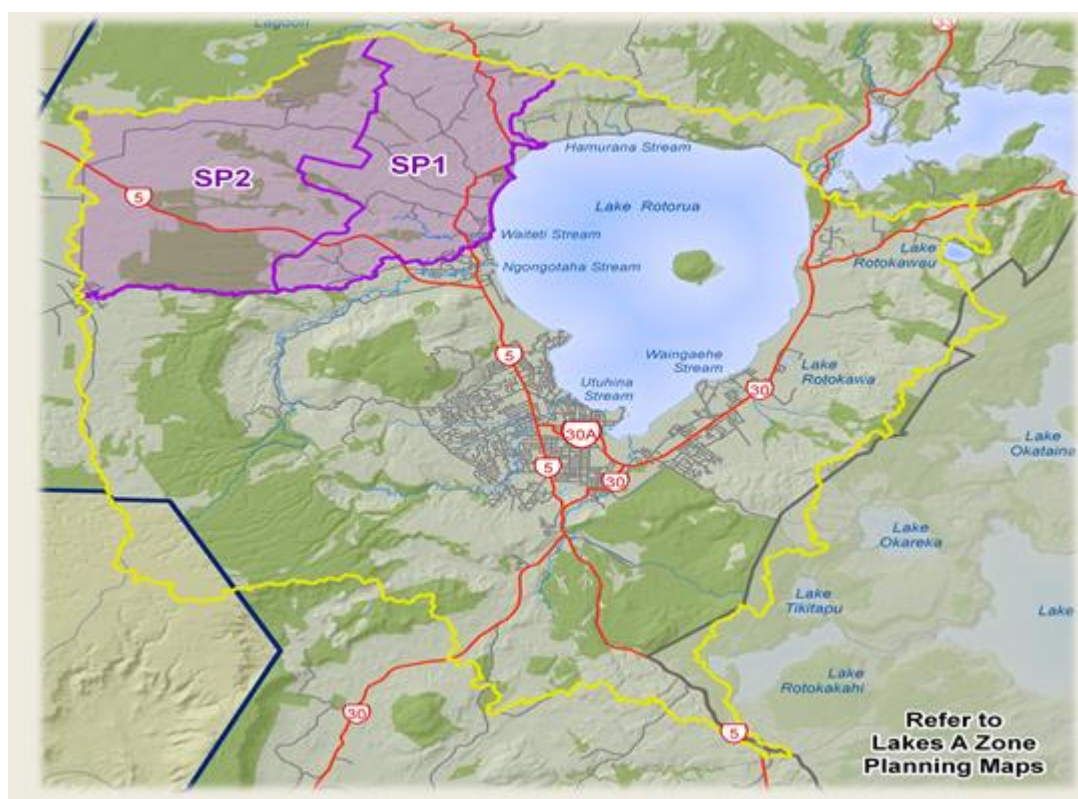 Lagoon
33
Hamurana Stream
SP1
SP2
5
Lake Rotorua
Waiteti Stream
Ngongotaha Stream
Lake
Rotokawau
Waingaehe
Stream
Lake
Rotokawa
5
Utuhina
Stream
30
30A
5
30
Lake
Okataina
Lake
Okareka
Lake
Tikitapu
Lake
Lake
Rotokakahi
30
5
Refer to
Lakes A Zone
Planning Maps